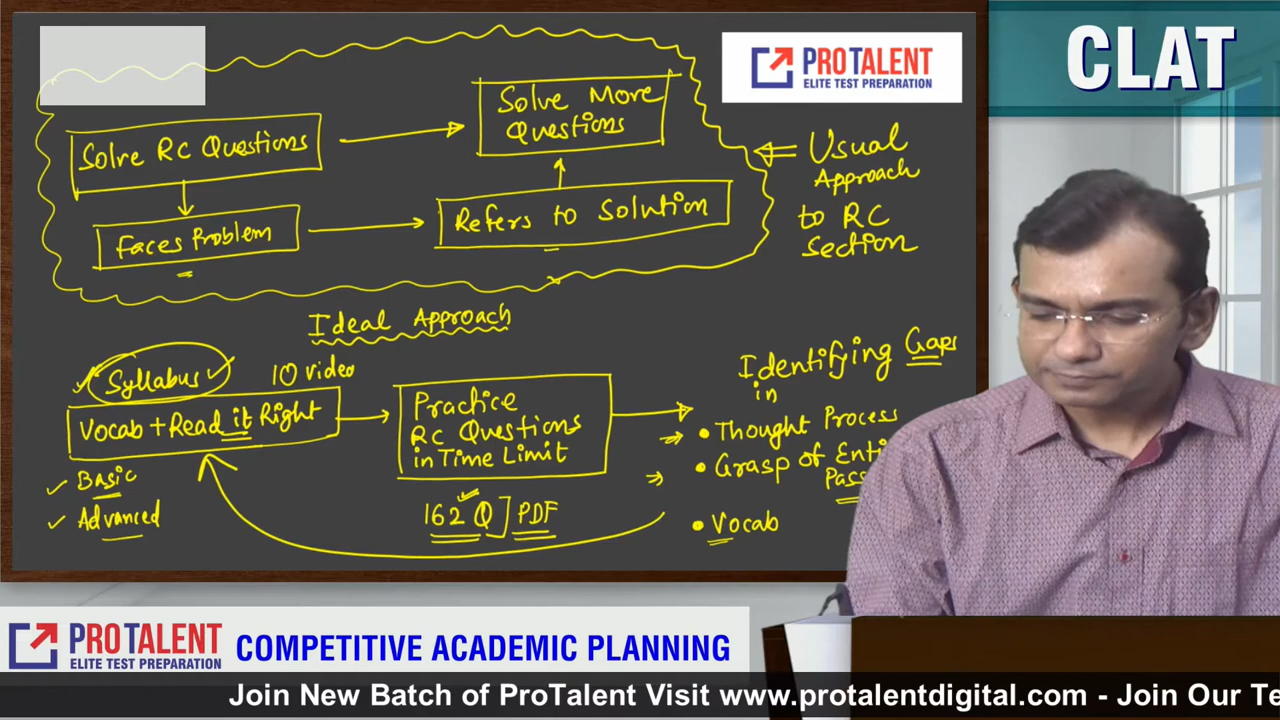 CLAT
PROTALENT
ELITE TEST PREPARATION
Solve RC Questions
Solve More
Questions
Faces Problem
Refers to Solution
Usual
Approach
to RC
Section
Ideal Approach
Syllabus
10 video
Vocab + Read it Right
Basic
Advanced
Practice
RC Questions
in Time Limit
162 Q] PDF
Identifying Gaps
in
• Thought Process
• Grasp of Enti
Pass
• Vocab
PROTALENT
ELITE TEST PREPARATION
COMPETITIVE ACADEMIC PLANNING
Join New Batch of ProTalent Visit www.protalentdigital.com - Join Our Te